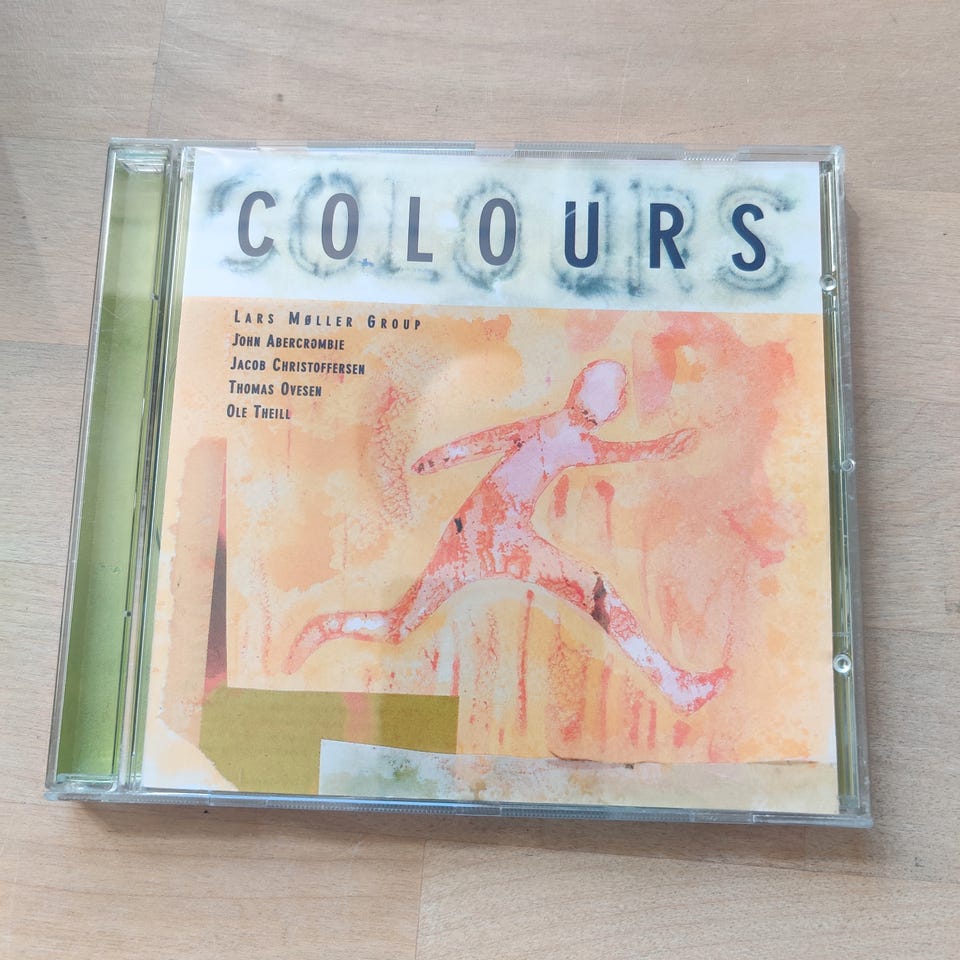 COLOURS
LARS MØLLER GROUP
JOHN ABERCROMBIE
JACOB CHRISTOFFERSEN
THOMAS OVESEN
OLE THEILL